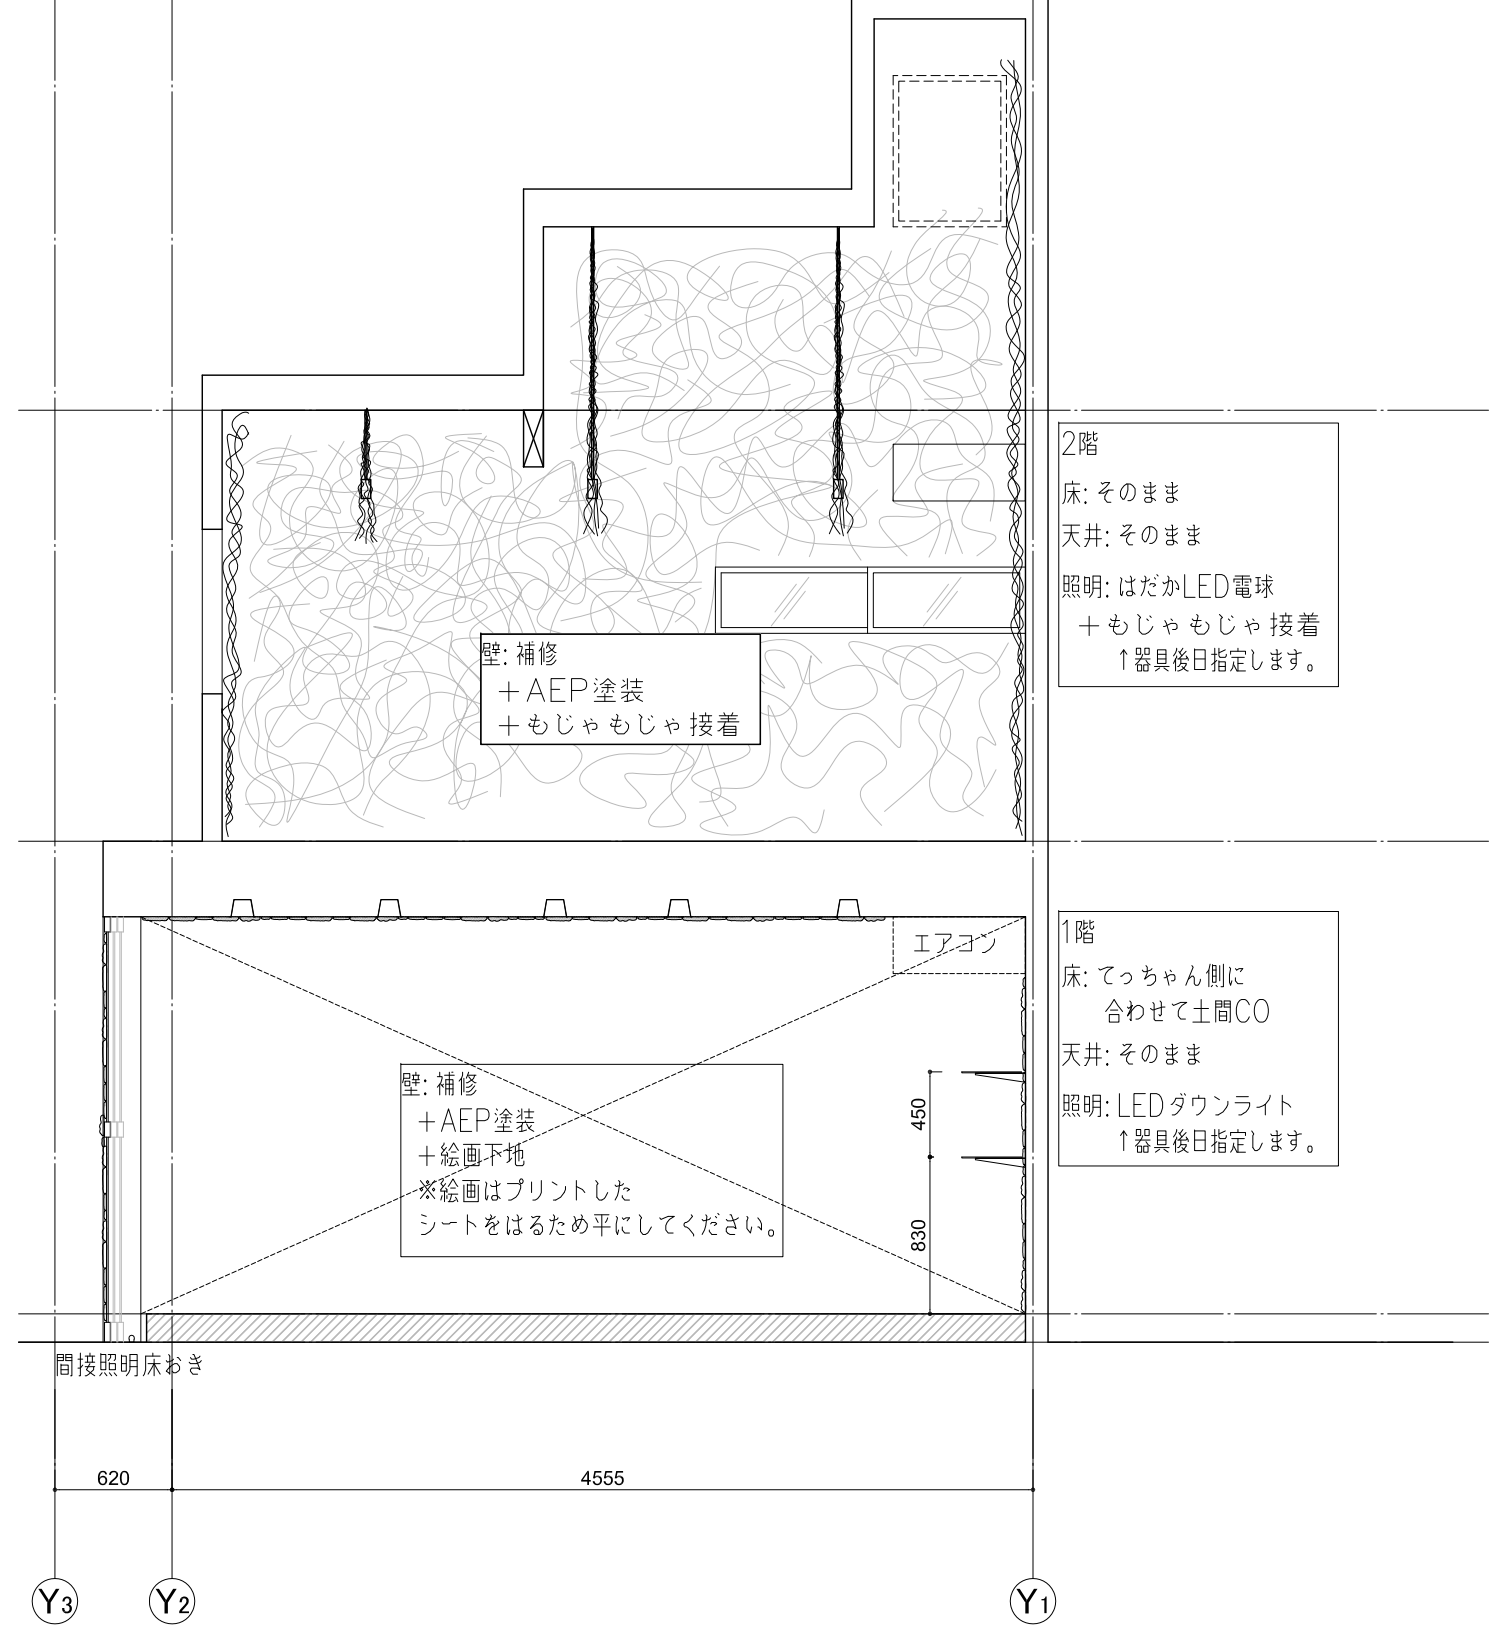 2階
床: そのまま
天井: そのまま
照明: はだかLED電球
＋もじゃもじゃ接着
↑器具後日指定します。
壁: 補修
＋AEP塗装
＋もじゃもじゃ接着
エアコン
1階
床: てっちゃん側に
合わせて土間CO
天井: そのまま
照明: LEDダウンライト
↑器具後日指定します。
壁: 補修
＋AEP塗装
＋絵画下地
※絵画はプリントした
シートをはるため平にしてください。
450
830
間接照明床おき
620
4555
Y3
Y2
Y1